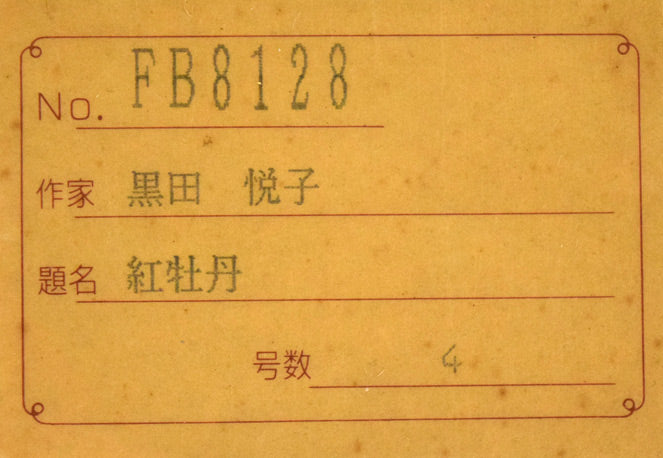 No. FB8128
作家 黒田 悦子
題名 紅牡丹
号数 4